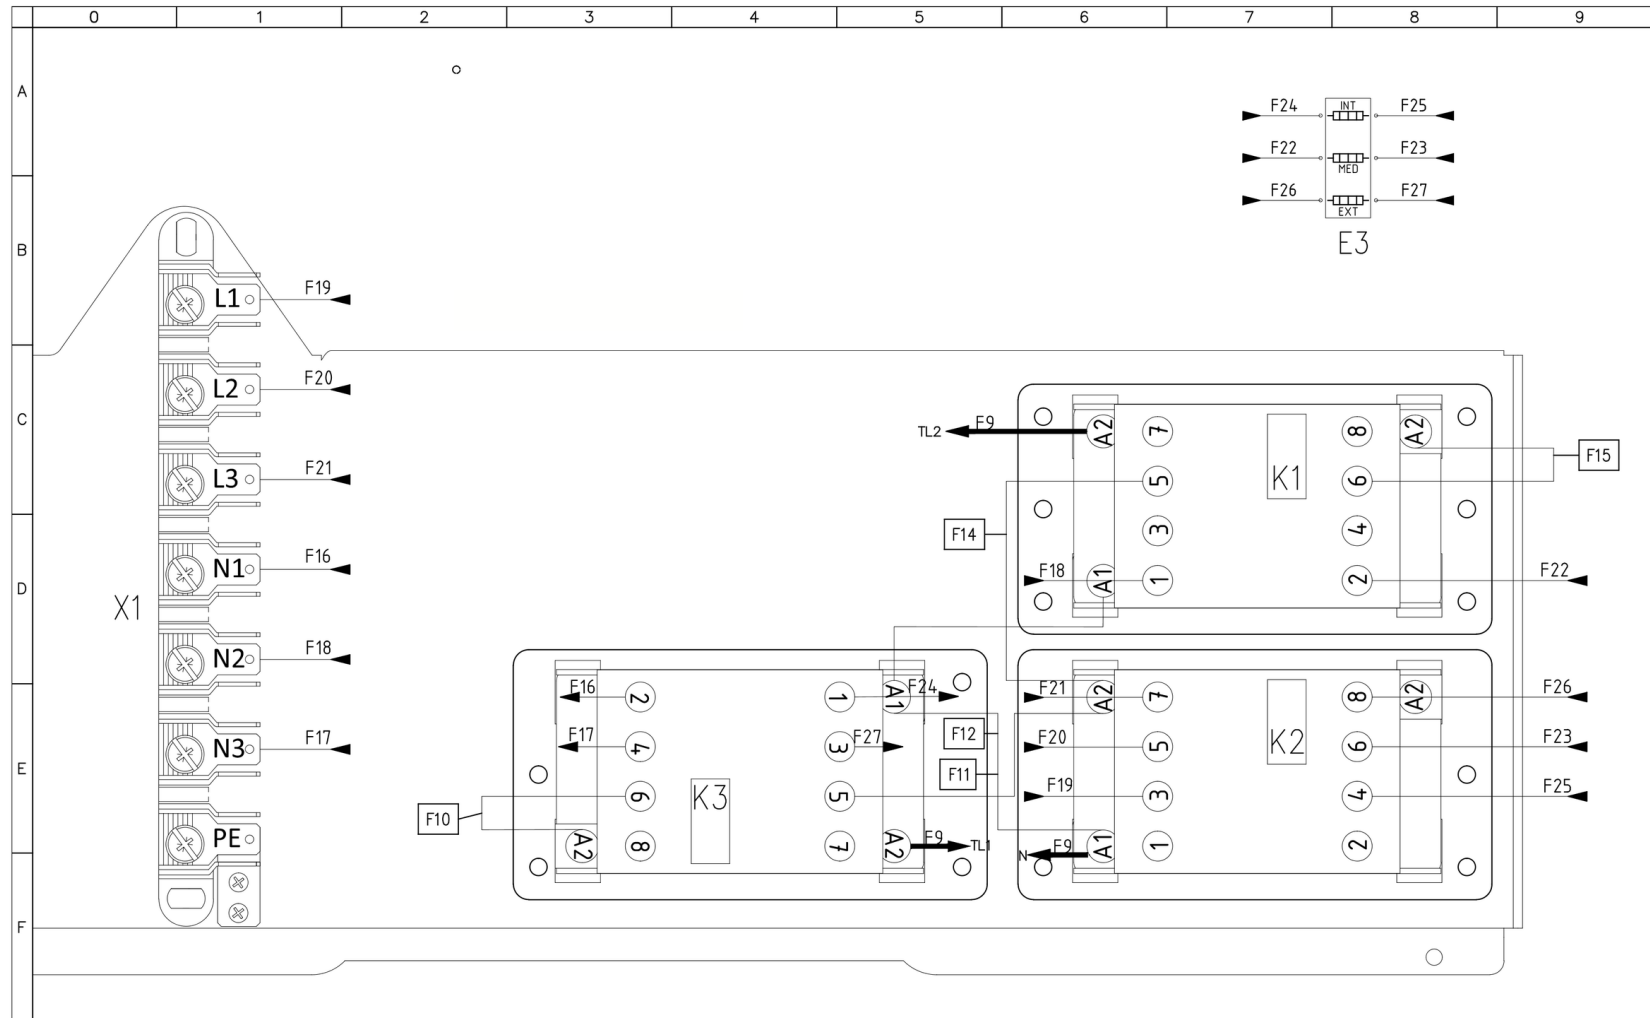 0 1 2 3 4 5 6 7 8 9
A
F24 INT F25
F22 MED F23
F26 EXT F27
E3
B
L1 F19
L2 F20
C
TL2 F9 A2 7 8 A2
K1
F15
L3 F21
5 6
F14
3 4
N1 F16
D
F18 A1 1 2 F22
X1
N2 F18
F16 2 1 A1 F24 F21 A2 7 8 A2 F26
F12
K2
N3 F17
F17 4 3 F27 F20 5 6 F23
E
F11
6 K3 5 F19 3 4 F25
F10
PE
A2 8 7 A2 F9 TL1 N F9 A1 1 2
F